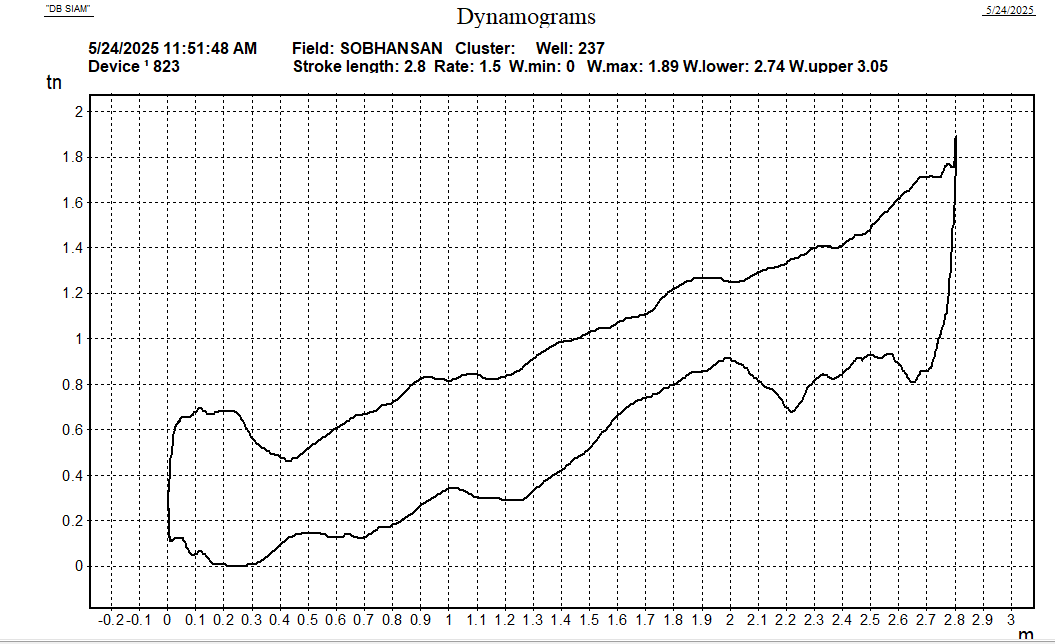 "DB SIAM"
5/24/2025
Dynamograms
5/24/2025 11:51:48 AM Field: SOBHANSAN Cluster: Well: 237
Device ¹ 823 Stroke length: 2.8 Rate: 1.5 W.min: 0 W.max: 1.89 W.lower: 2.74 W.upper 3.05
tn
2
1.8
1.6
1.4
1.2
1
0.8
0.6
0.4
0.2
0
-0.2 -0.1 0 0.1 0.2 0.3 0.4 0.5 0.6 0.7 0.8 0.9 1 1.1 1.2 1.3 1.4 1.5 1.6 1.7 1.8 1.9 2 2.1 2.2 2.3 2.4 2.5 2.6 2.7 2.8 2.9 3
m